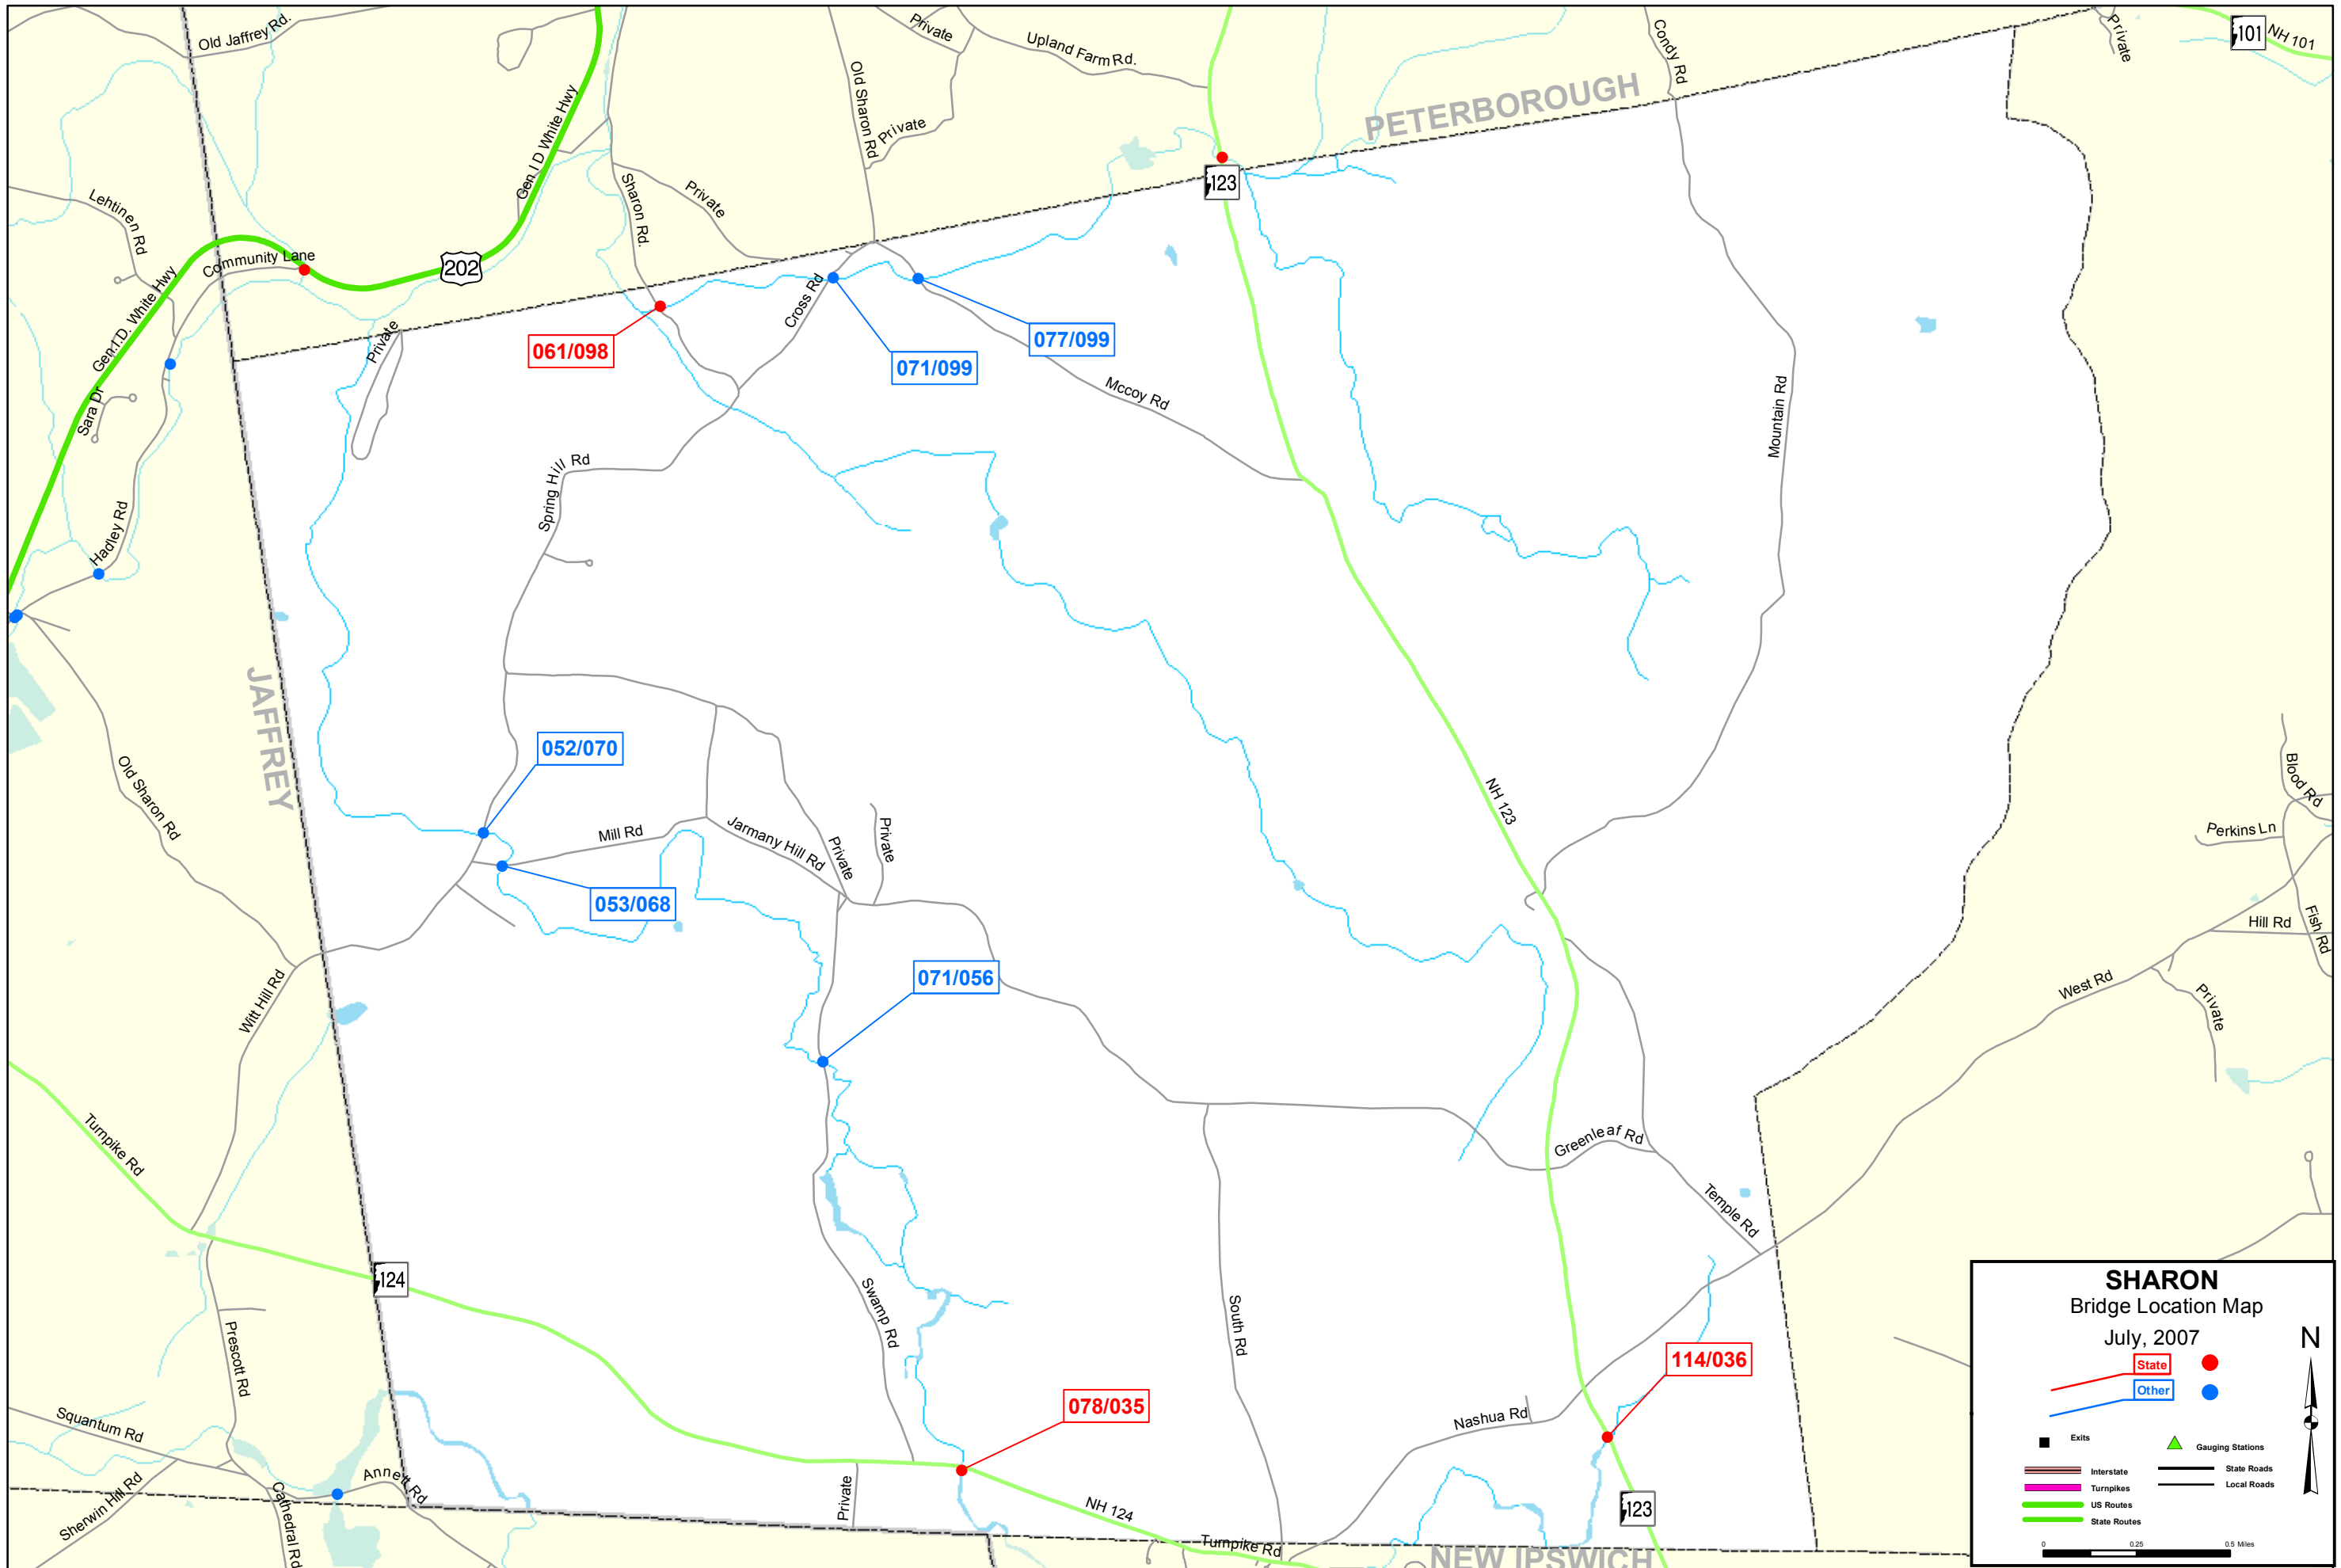 Old Jaffrey Rd.
Private
Upland Farm Rd.
Condy Rd
Private
101
NH 101
Gen I D White Hwy
Old Sharon Rd
Private
PETERBOROUGH
Lehtinen Rd
Sharon Rd.
Private
123
Community Lane
202
Gen.I.D. White Hwy
Cross Rd
Private
061/098
071/099
077/099
Sara Dr
Mccoy Rd
Mountain Rd
Spring Hill Rd
Hadley Rd
JAFFREY
052/070
Old Sharon Rd
NH 123
Blood Rd
Perkins Ln
Mill Rd
Jarmany Hill Rd
Private
Private
053/068
Hill Rd
Fish Rd
071/056
Witt Hill Rd
West Rd
Private
Turnpike Rd
Greenleaf Rd
Temple Rd
124
Swamp Rd
South Rd
Prescott Rd
114/036
078/035
Squantum Rd
Nashua Rd
Annett Rd
Sherwin Hill Rd
Cathedral Rd
Private
NH 124
123
Turnpike Rd
NEW IPSWICH
SHARON
Bridge Location Map
July, 2007
N
State
Other
Exits
Gauging Stations
Interstate
State Roads
Turnpikes
Local Roads
US Routes
State Routes
0 0.25 0.5 Miles